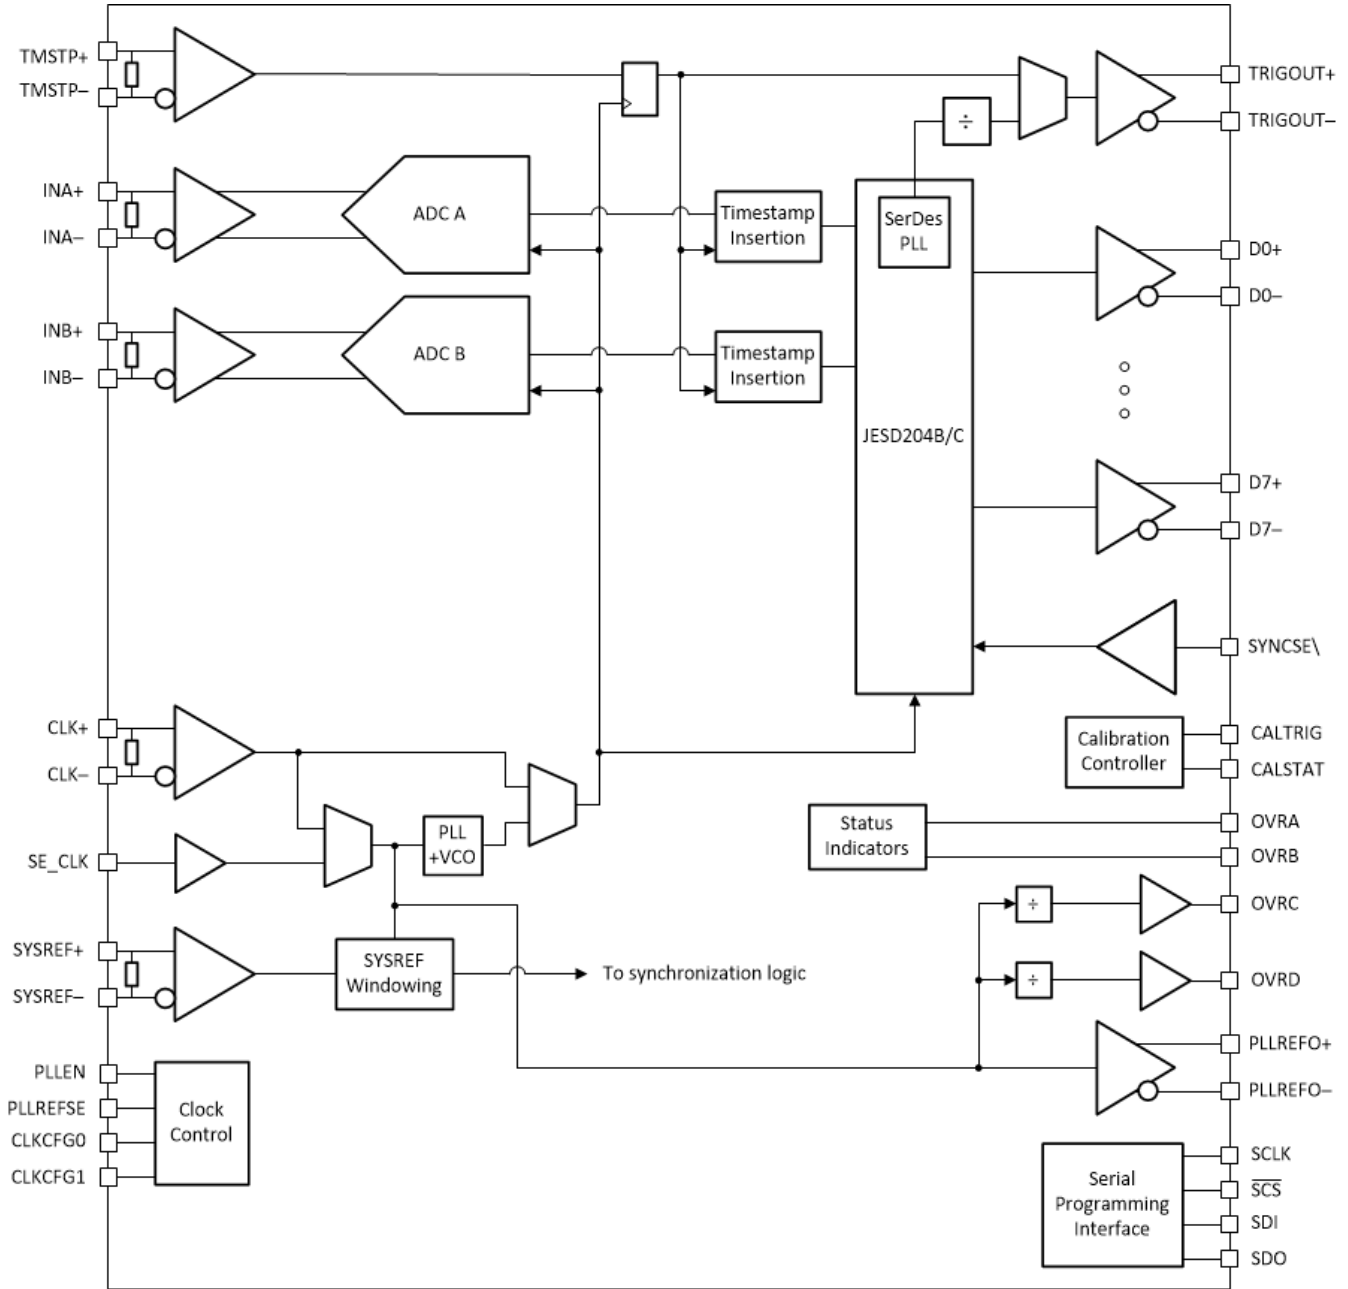 TMSTP+
TMSTP–
TRIGOUT+
÷
TRIGOUT–
INA+
INA–
ADC A
Timestamp
Insertion
SerDes
PLL
D0+
D0–
INB+
INB–
ADC B
Timestamp
Insertion
JESD204B/C
D7+
D7–
SYNCSE\
CLK+
CLK–
Calibration
Controller
CALTRIG
CALSTAT
SE_CLK
PLL
+VCO
Status
Indicators
OVRA
OVRB
÷
OVRC
SYSREF+
SYSREF–
SYSREF
Windowing
To synchronization logic
÷
OVRD
PLLREFO+
PLLREFO–
PLLEN
PLLREFSE
CLKCFG0
CLKCFG1
Clock
Control
Serial
Programming
Interface
SCLK
S̅C̅S̅
SDI
SDO